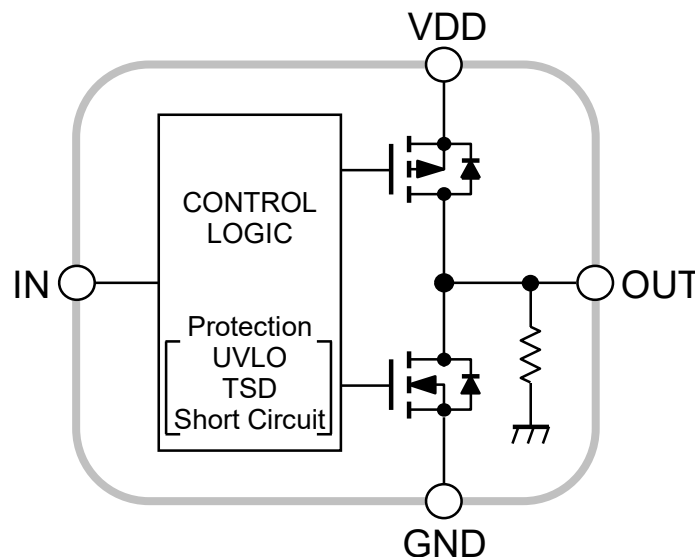 VDD
CONTROL
LOGIC
IN
OUT
Protection
UVLO
TSD
Short Circuit
GND